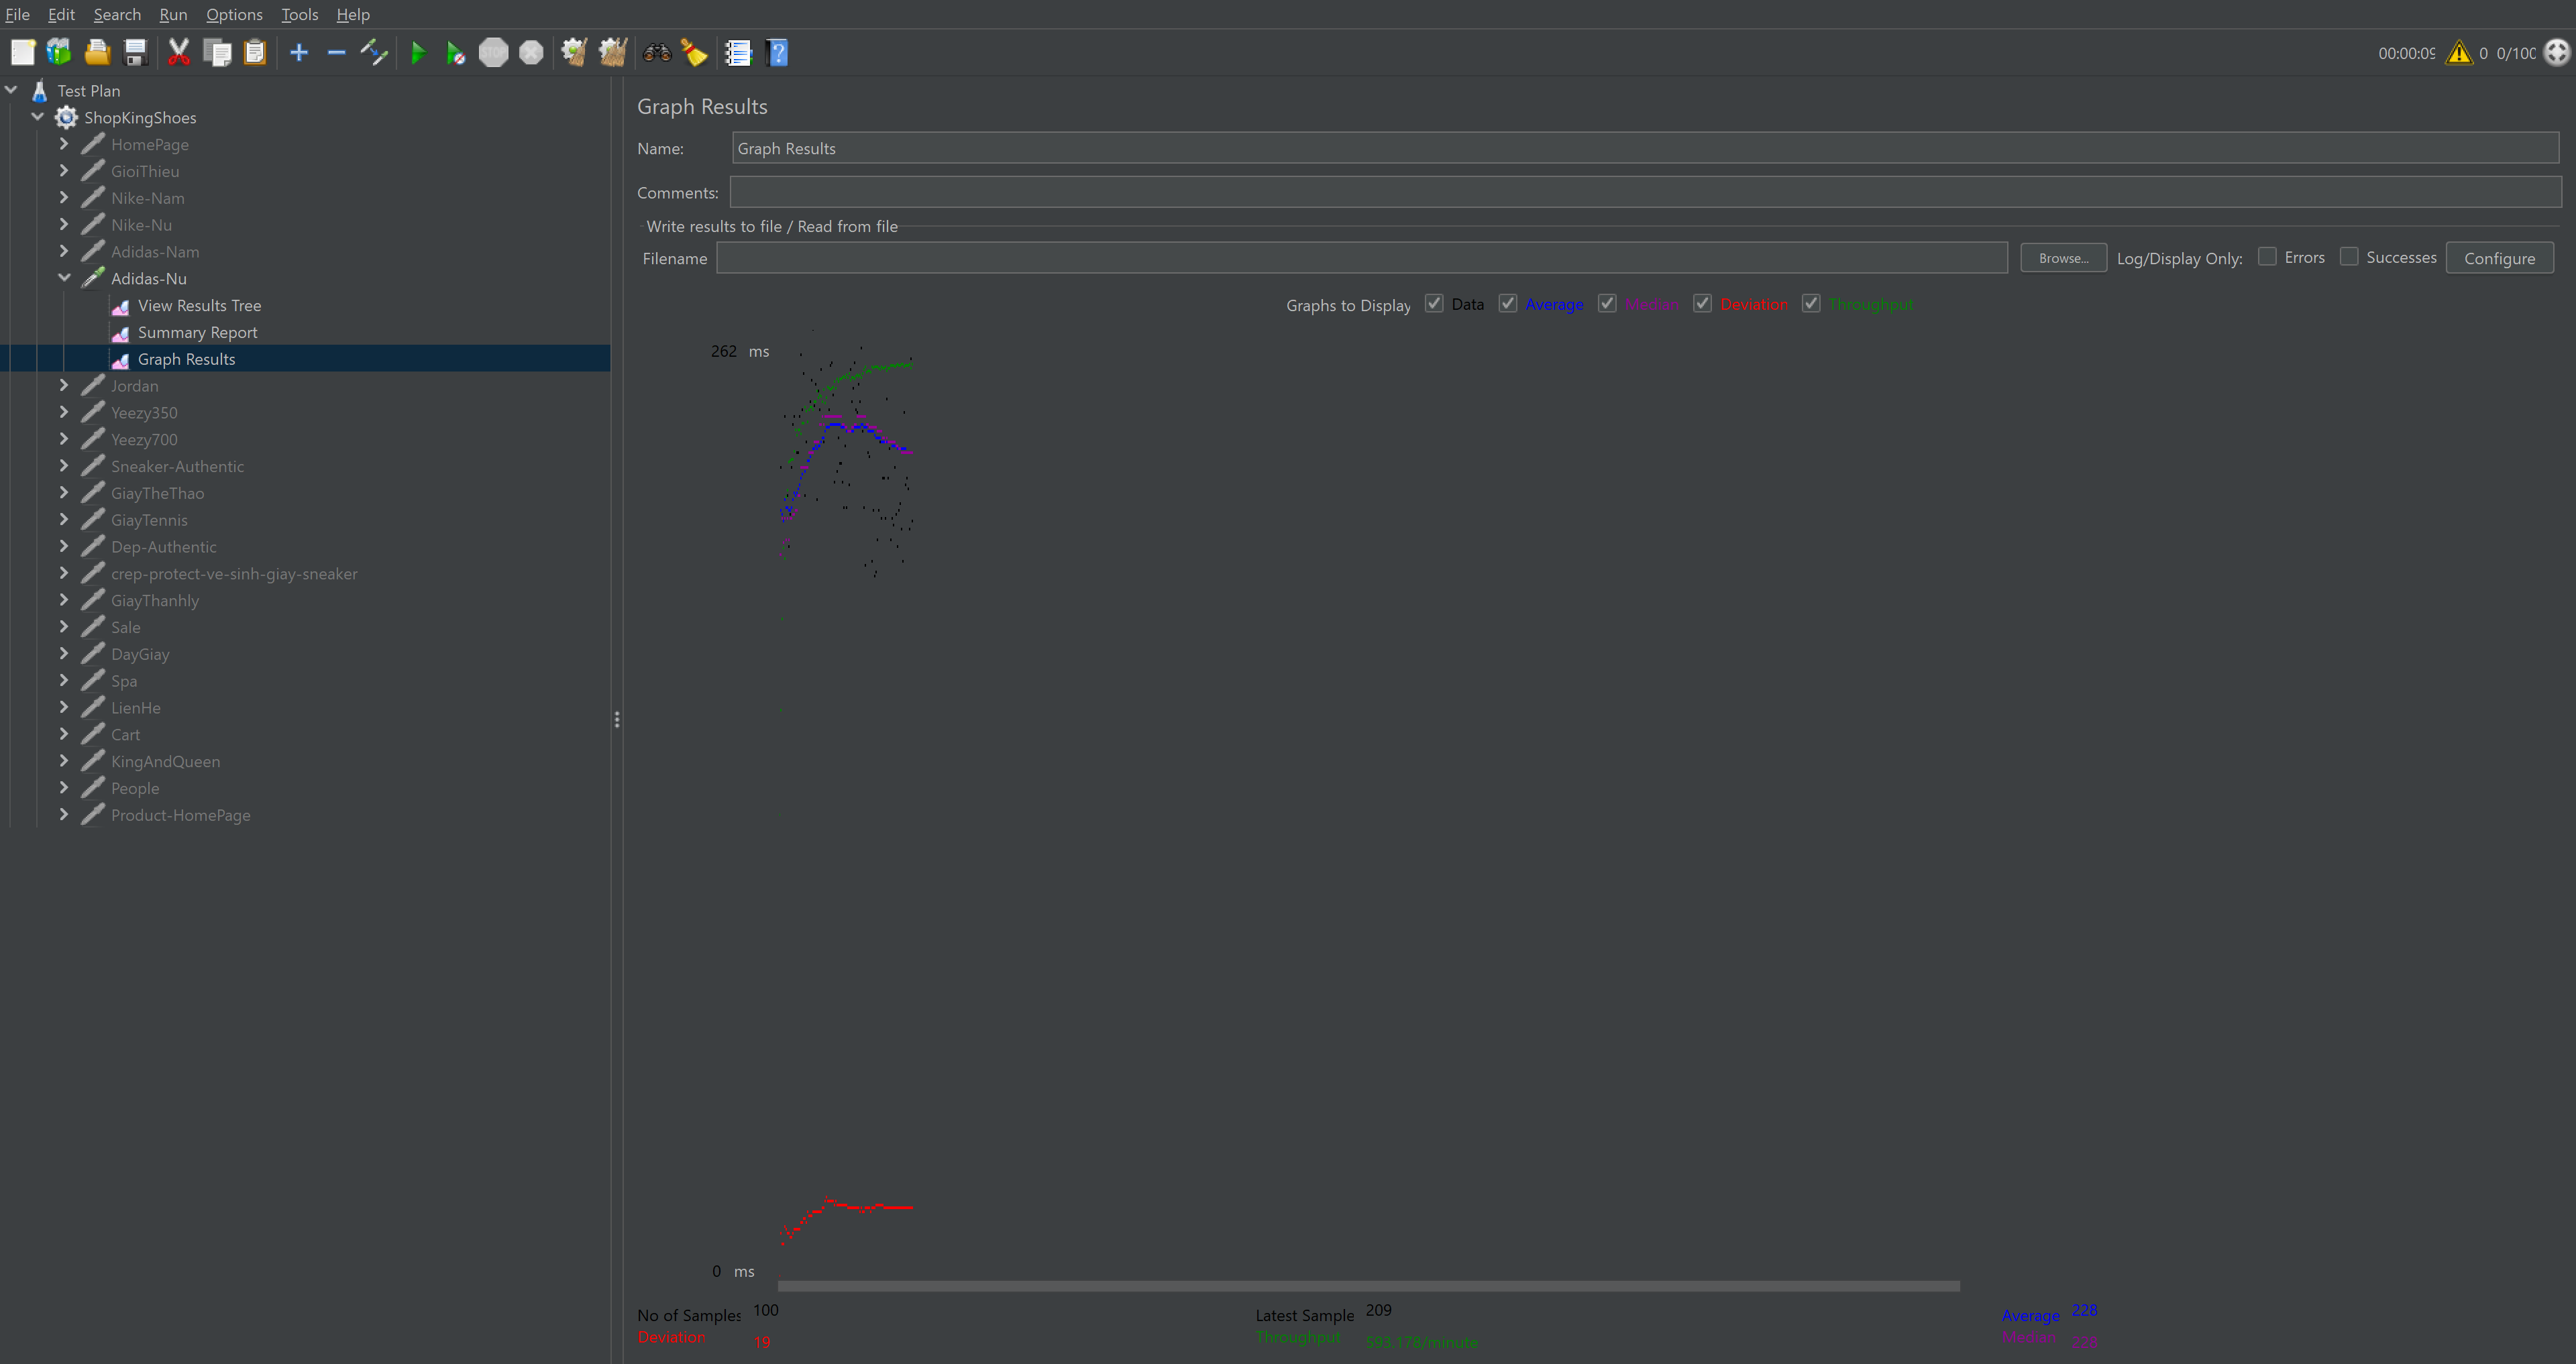 File Edit Search Run Options Tools Help
00:00:09 0 0/100
Test Plan
ShopKingShoes
HomePage
GioiThieu
Nike-Nam
Nike-Nu
Adidas-Nam
Adidas-Nu
View Results Tree
Summary Report
Graph Results
Jordan
Yeezy350
Yeezy700
Sneaker-Authentic
GiayTheThao
GiayTennis
Dep-Authentic
crep-protect-ve-sinh-giay-sneaker
GiayThanhly
Sale
DayGiay
Spa
LienHe
Cart
KingAndQueen
People
Product-HomePage
Graph Results
Name: Graph Results
Comments:
Write results to file / Read from file
Filename Browse... Log/Display Only: Errors Successes Configure
Graphs to Display Data Average Median Deviation Throughput
262 ms
0 ms
No of Samples 100 Latest Sample 209 Average 228
Deviation 19 Throughput 593.178/minute Median